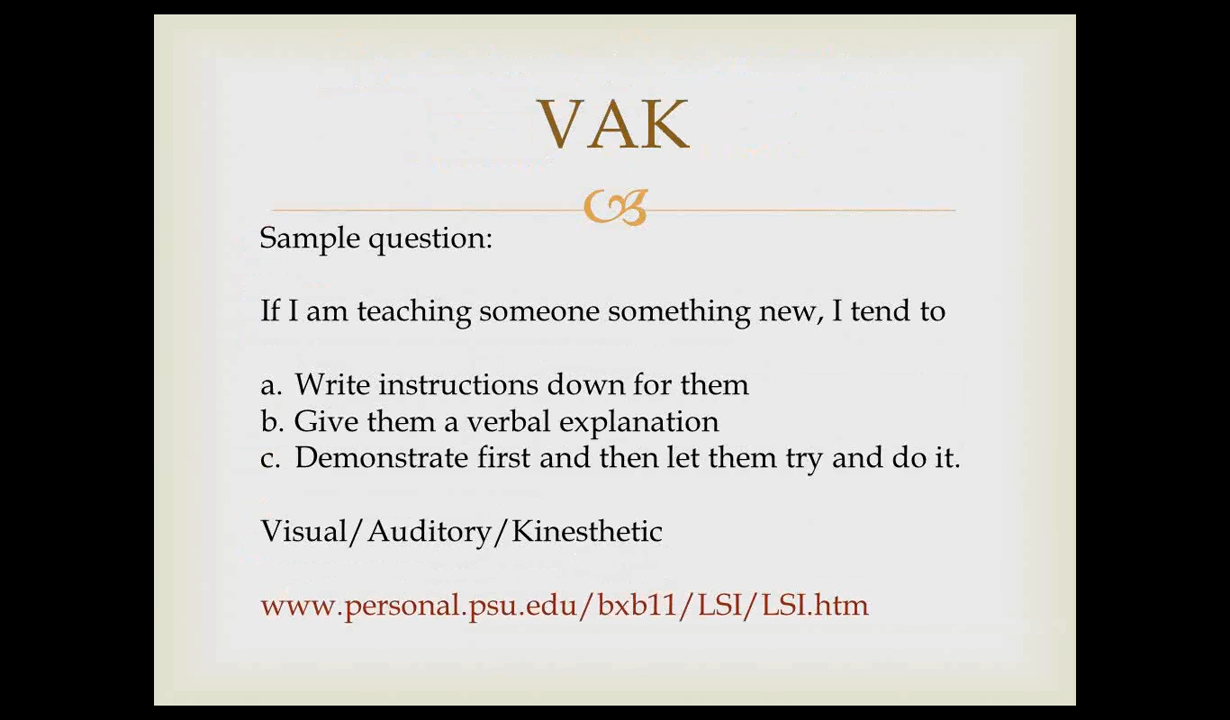 VAK
Sample question:
If I am teaching someone something new, I tend to
a. Write instructions down for them
b. Give them a verbal explanation
c. Demonstrate first and then let them try and do it.
Visual/Auditory/Kinesthetic
www.personal.psu.edu/bxb11/LSI/LSI.htm